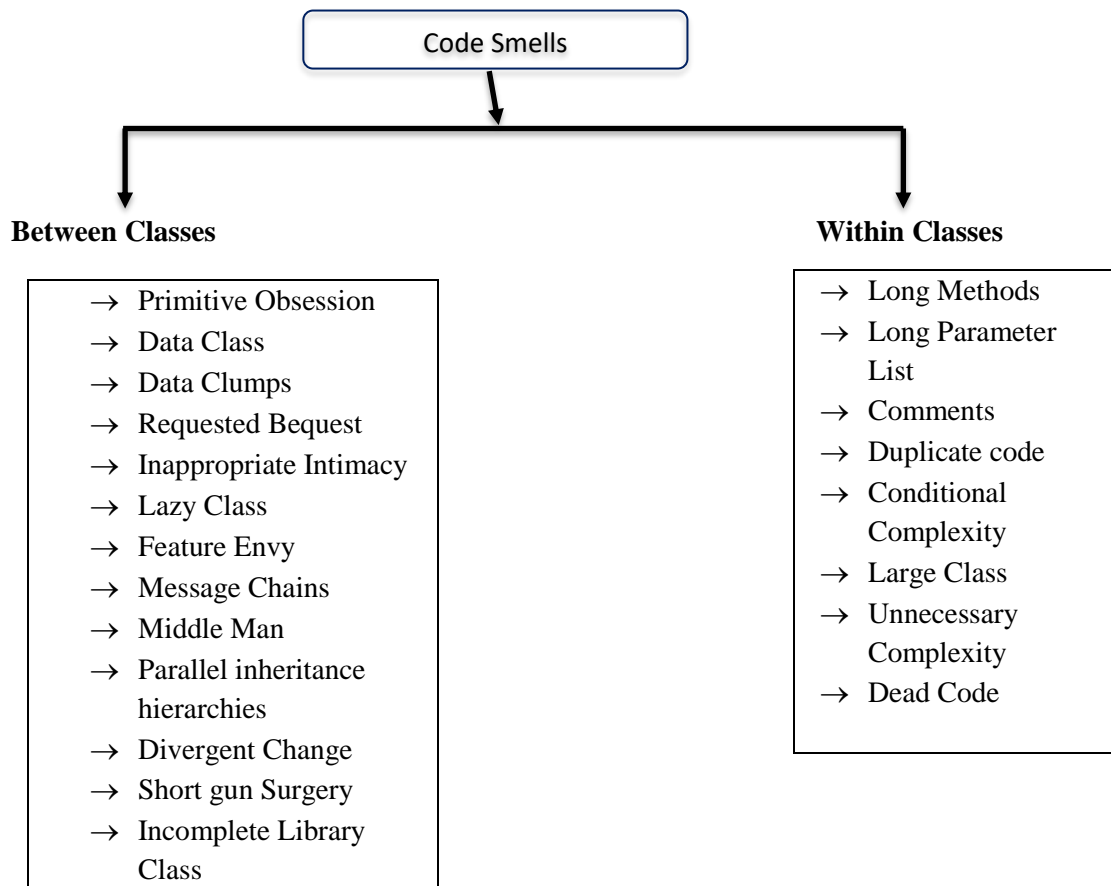 Code Smells
Between Classes
→ Primitive Obsession
→ Data Class
→ Data Clumps
→ Requested Bequest
→ Inappropriate Intimacy
→ Lazy Class
→ Feature Envy
→ Message Chains
→ Middle Man
→ Parallel inheritance
hierarchies
→ Divergent Change
→ Short gun Surgery
→ Incomplete Library
Class
Within Classes
→ Long Methods
→ Long Parameter
List
→ Comments
→ Duplicate code
→ Conditional
Complexity
→ Large Class
→ Unnecessary
Complexity
→ Dead Code